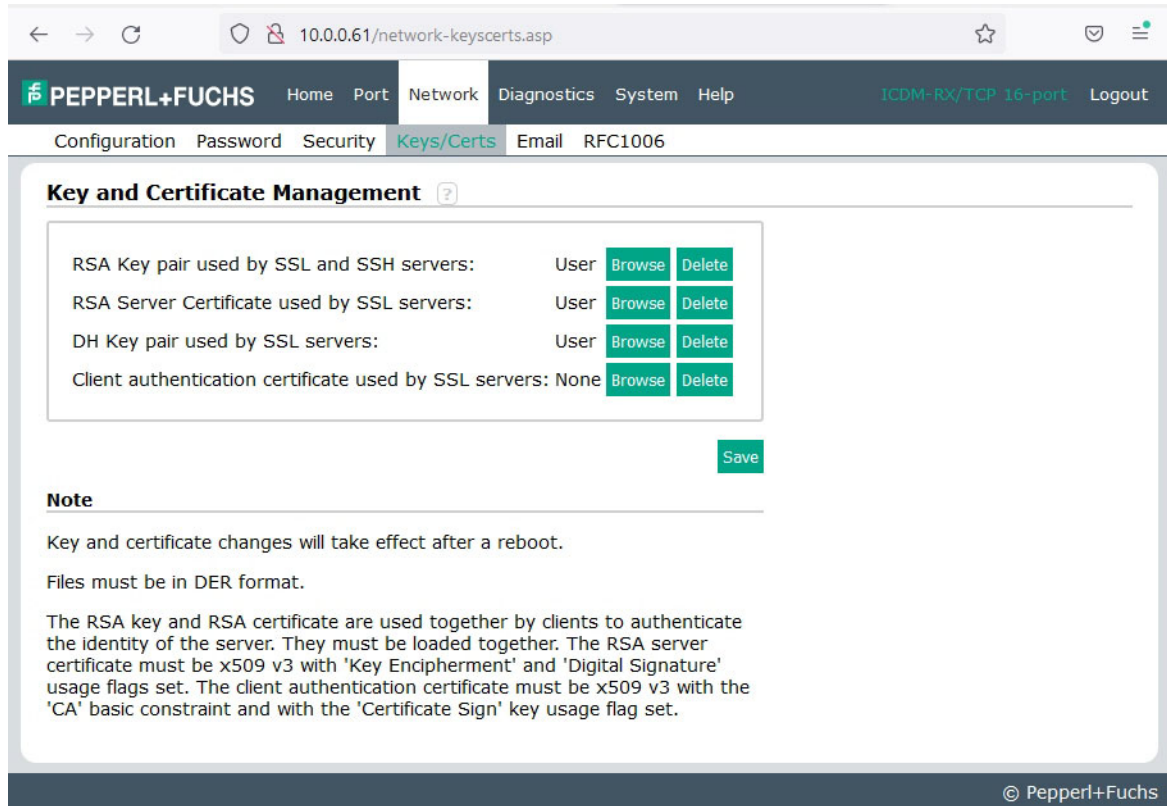 10.0.0.61/network-keyscerts.asp
PEPPERL+FUCHS Home Port Network Diagnostics System Help ICDM-RX/TCP 16-port Logout
Configuration Password Security Keys/Certs Email RFC1006
Key and Certificate Management ?
RSA Key pair used by SSL and SSH servers: User Browse Delete
RSA Server Certificate used by SSL servers: User Browse Delete
DH Key pair used by SSL servers: User Browse Delete
Client authentication certificate used by SSL servers: None Browse Delete
Save
Note
Key and certificate changes will take effect after a reboot.
Files must be in DER format.
The RSA key and RSA certificate are used together by clients to authenticate
the identity of the server. They must be loaded together. The RSA server
certificate must be x509 v3 with 'Key Encipherment' and 'Digital Signature'
usage flags set. The client authentication certificate must be x509 v3 with the
'CA' basic constraint and with the 'Certificate Sign' key usage flag set.
© Pepperl+Fuchs